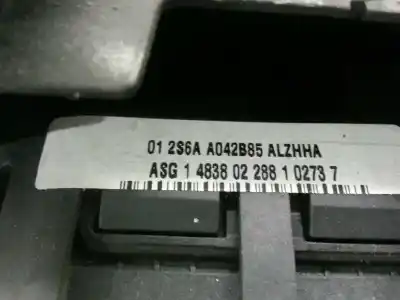 01 2S6A A042B85 ALZHHA
ASG 1 4838 02 288 1 0273 7